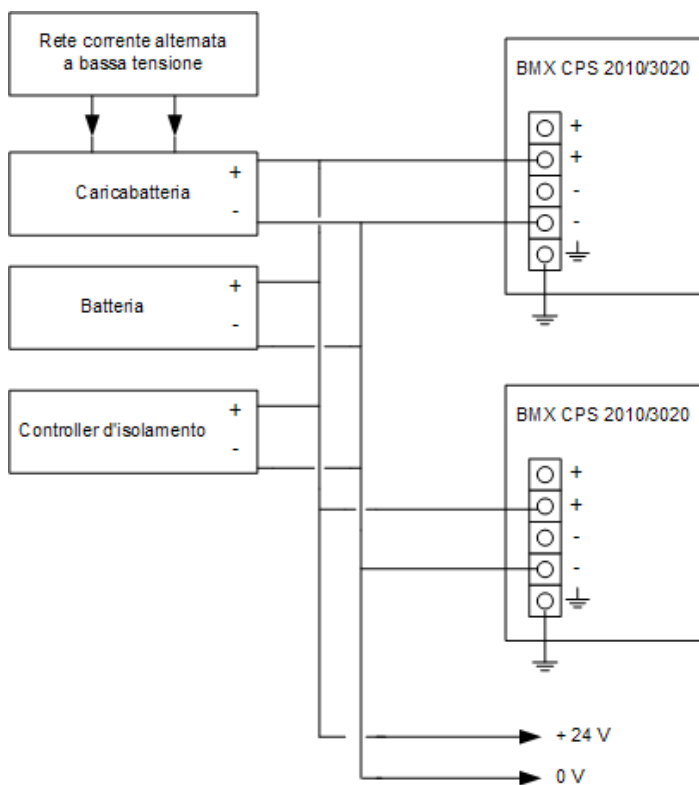 Rete corrente alternata
a bassa tensione
BMX CPS 2010/3020
+
+
-
-
Caricabatteria
+
-
Batteria
+
-
Controller d'isolamento
+
-
BMX CPS 2010/3020
+
+
-
-
+ 24 V
0 V